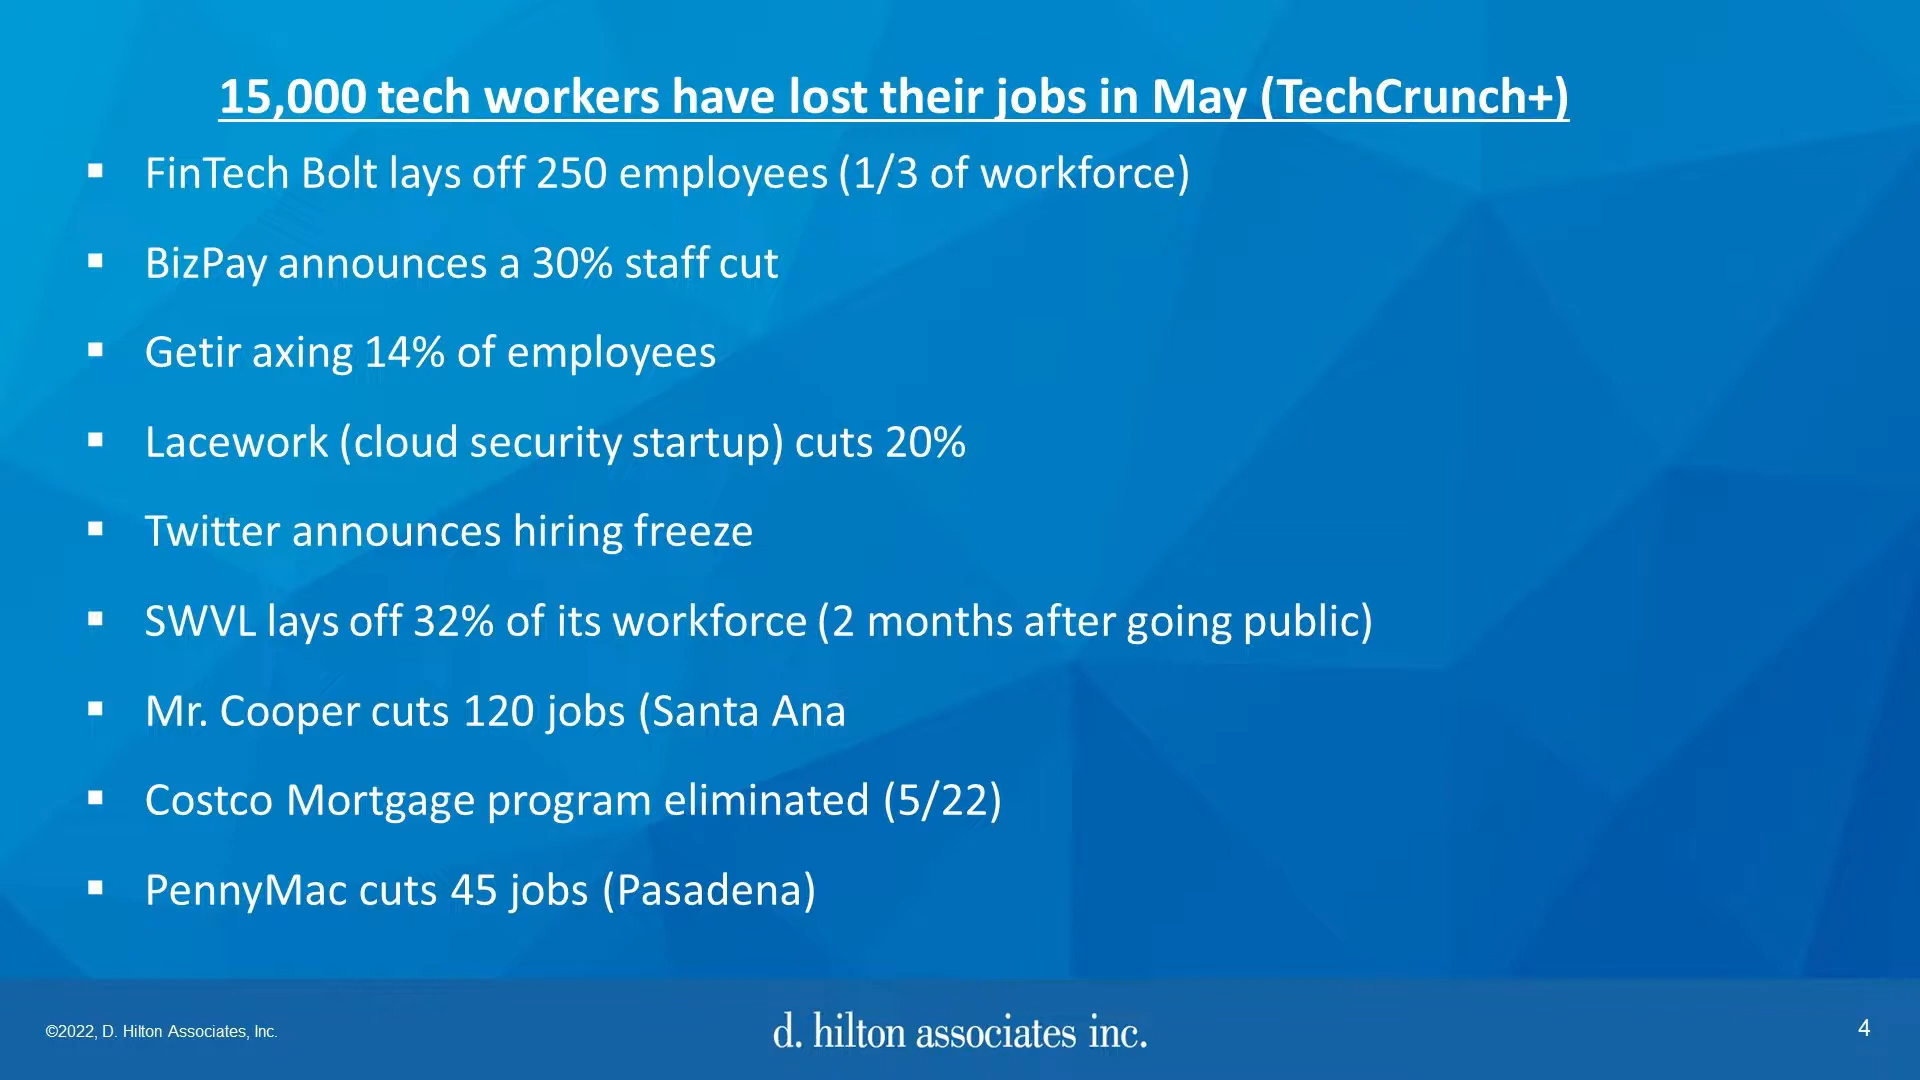 15,000 tech workers have lost their jobs in May (TechCrunch+)
▪ FinTech Bolt lays off 250 employees (1/3 of workforce)
▪ BizPay announces a 30% staff cut
▪ Getir axing 14% of employees
▪ Lacework (cloud security startup) cuts 20%
▪ Twitter announces hiring freeze
▪ SWVL lays off 32% of its workforce (2 months after going public)
▪ Mr. Cooper cuts 120 jobs (Santa Ana
▪ Costco Mortgage program eliminated (5/22)
▪ PennyMac cuts 45 jobs (Pasadena)
©2022, D. Hilton Associates, Inc.
d. hilton associates inc.
4